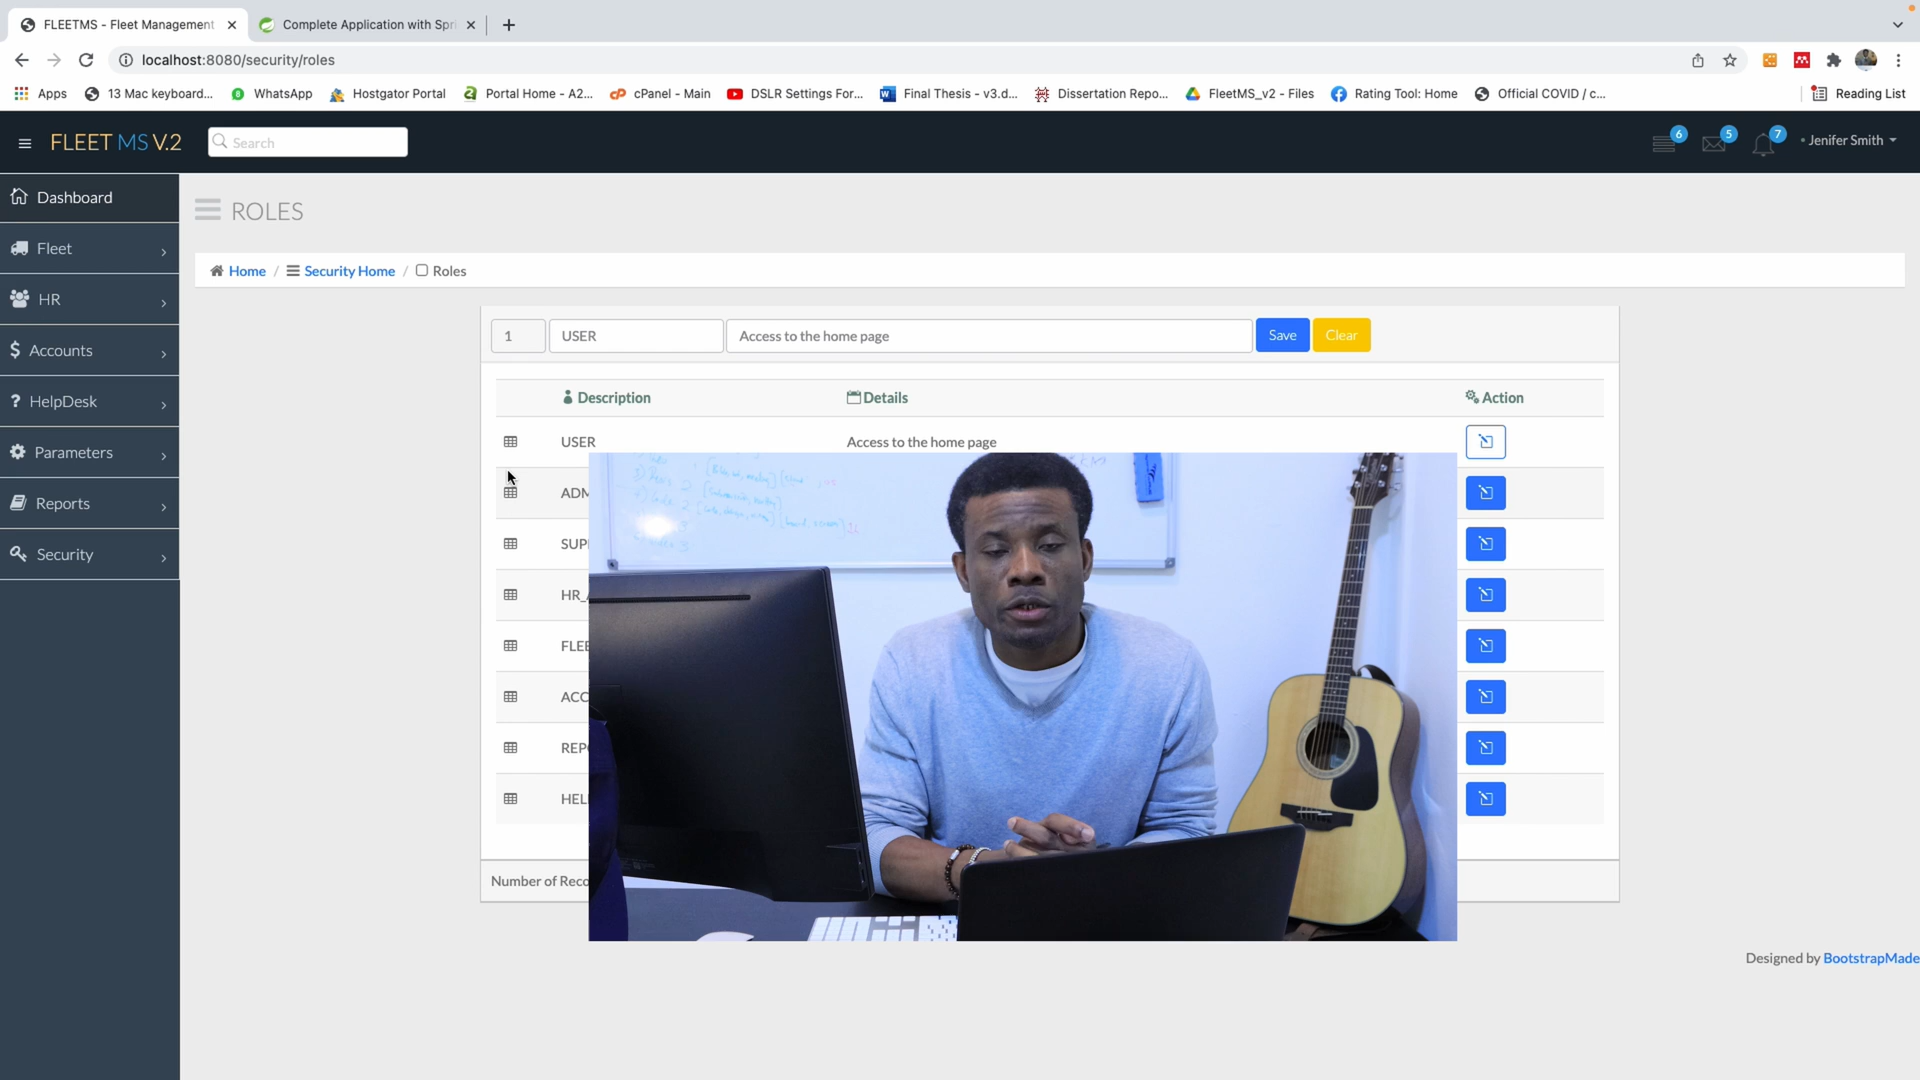 FLEETMS - Fleet Management
Complete Application with Spri
localhost:8080/security/roles
Apps
13 Mac keyboard...
WhatsApp
Hostgator Portal
Portal Home - A2...
cPanel - Main
DSLR Settings For...
Final Thesis - v3.d...
Dissertation Repo...
FleetMS_v2 - Files
Rating Tool: Home
Official COVID / c...
Reading List
FLEET MS V.2
Search
6
5
7
Jenifer Smith
Dashboard
Fleet
HR
Accounts
HelpDesk
Parameters
Reports
Security
ROLES
Home / Security Home / Roles
1 USER Access to the home page Save Clear
Description Details Action
USER Access to the home page
ADM
SUP
HR_
FLEE
ACC
REP
HEL
Number of Reco
Designed by BootstrapMade